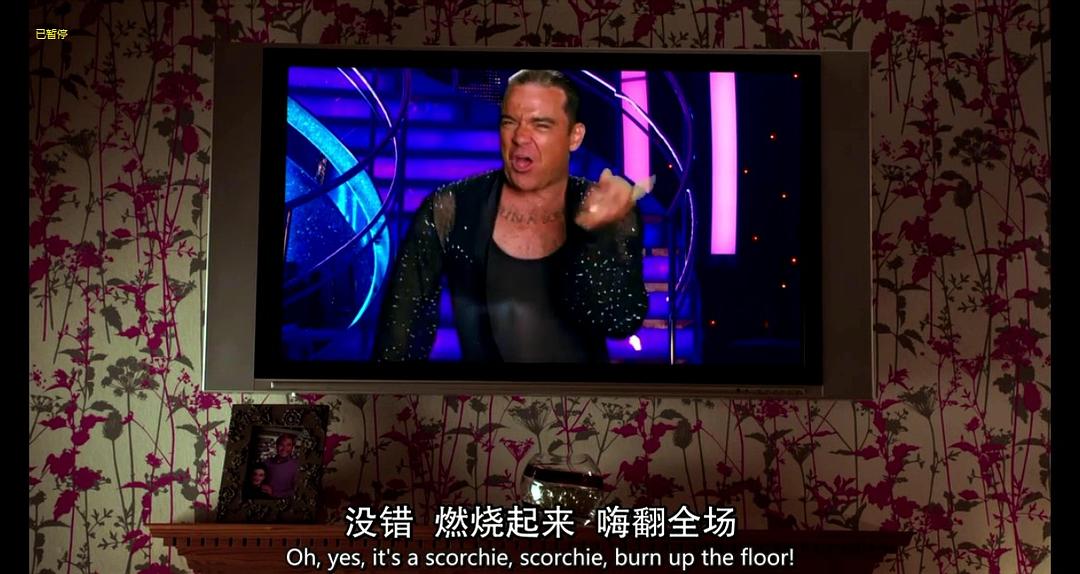 已暂停
没错 燃烧起来 嗨翻全场
Oh, yes, it's a scorchie, scorchie, burn up the floor!